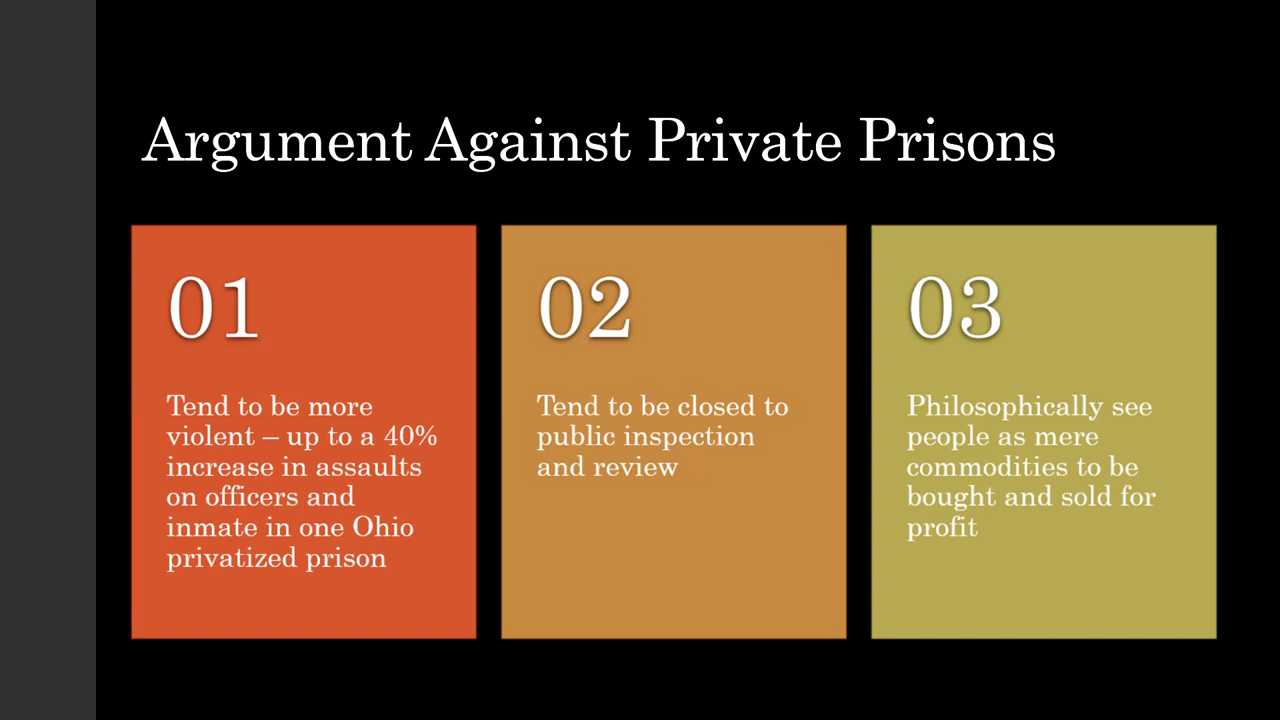 Argument Against Private Prisons
01
Tend to be more
violent – up to a 40%
increase in assaults
on officers and
inmate in one Ohio
privatized prison
02
Tend to be closed to
public inspection
and review
03
Philosophically see
people as mere
commodities to be
bought and sold for
profit